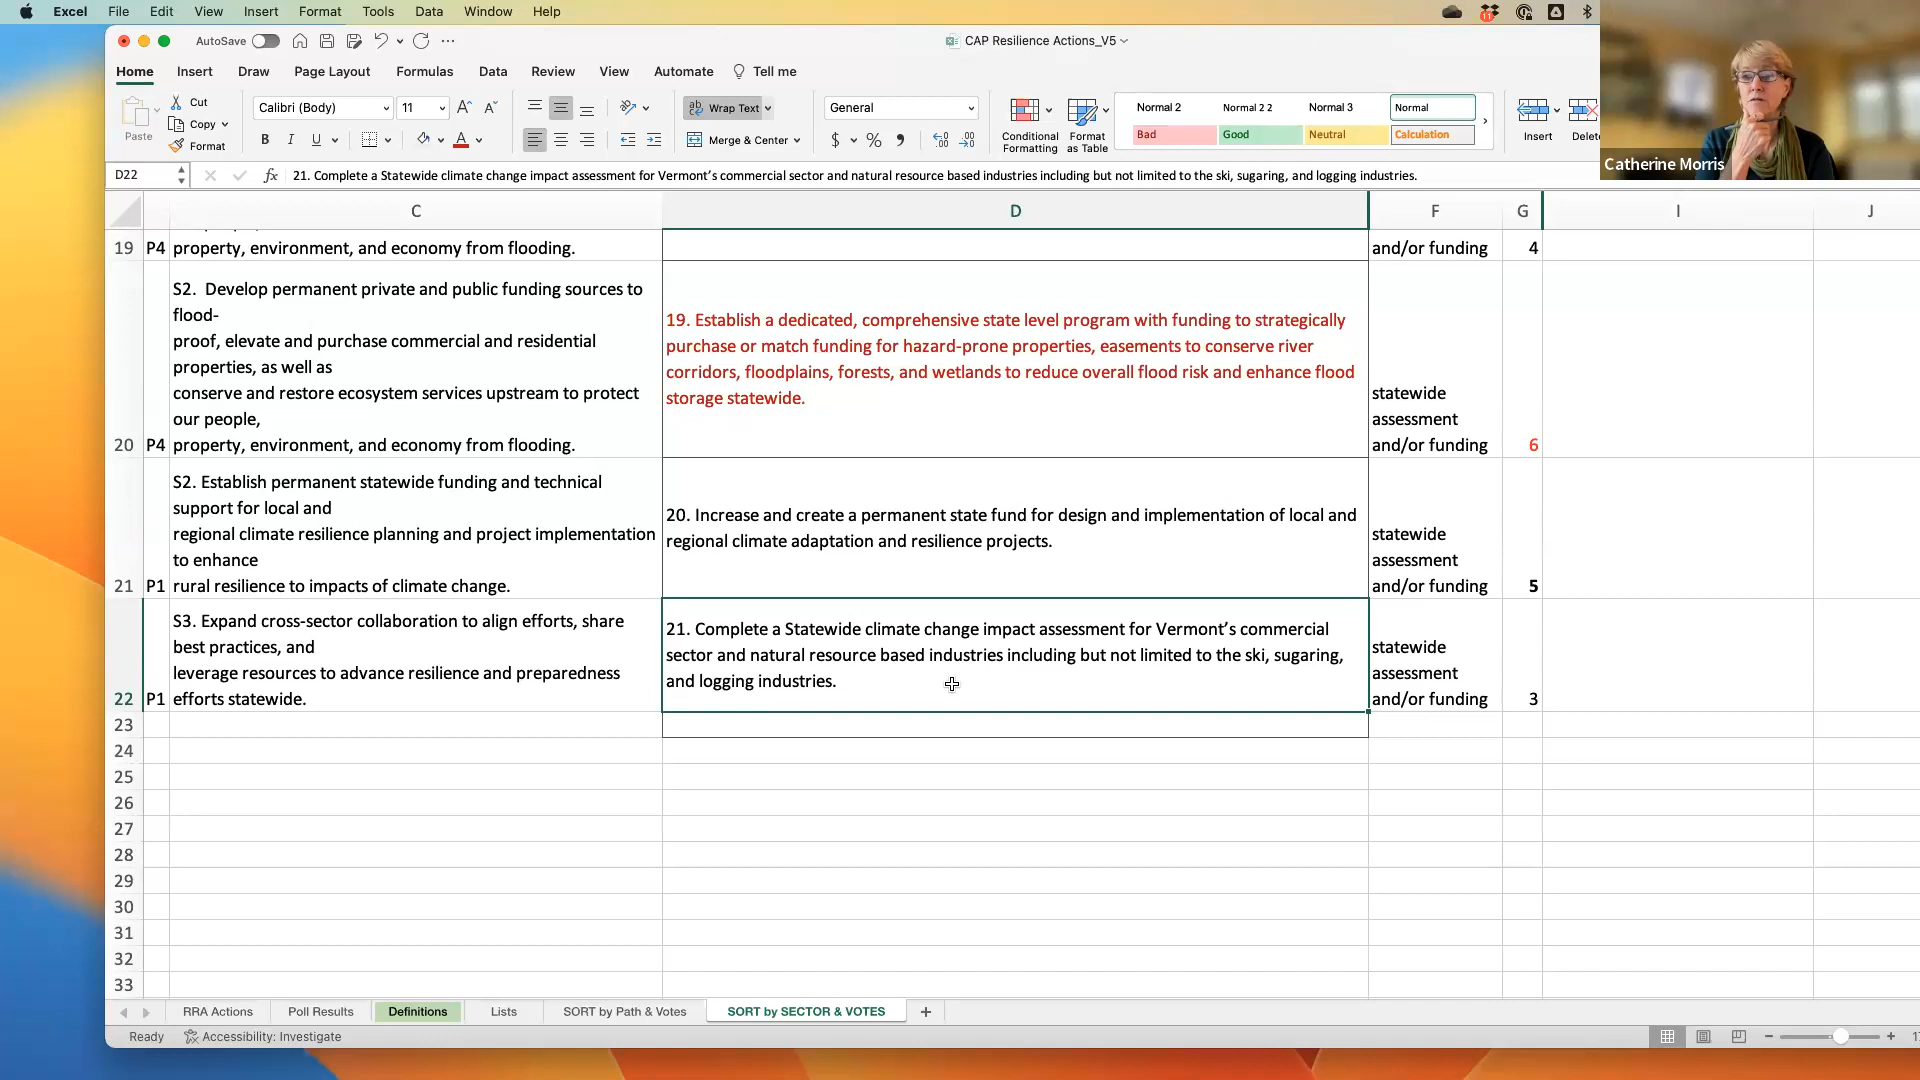 Excel File Edit View Insert Format Tools Data Window Help
11
AutoSave
CAP Resilience Actions_V5
Home Insert Draw Page Layout Formulas Data Review View Automate Tell me
Paste
Cut
Copy
Format
Calibri (Body) 11
B I U
Wrap Text
Merge & Center
General
$ % ,
Conditional Formatting
Format as Table
Normal 2 Normal 2 2 Normal 3 Normal
Bad Good Neutral Calculation
Insert
Delet
Catherine Morris
D22 fx 21. Complete a Statewide climate change impact assessment for Vermont's commercial sector and natural resource based industries including but not limited to the ski, sugaring, and logging industries.
C D F G I J
19 P4 property, environment, and economy from flooding. and/or funding 4
S2. Develop permanent private and public funding sources to
flood-
proof, elevate and purchase commercial and residential
properties, as well as
conserve and restore ecosystem services upstream to protect
our people,
20 P4 property, environment, and economy from flooding.
19. Establish a dedicated, comprehensive state level program with funding to strategically
purchase or match funding for hazard-prone properties, easements to conserve river
corridors, floodplains, forests, and wetlands to reduce overall flood risk and enhance flood
storage statewide.
statewide
assessment
and/or funding 6
S2. Establish permanent statewide funding and technical
support for local and
regional climate resilience planning and project implementation
to enhance
21 P1 rural resilience to impacts of climate change.
20. Increase and create a permanent state fund for design and implementation of local and
regional climate adaptation and resilience projects.
statewide
assessment
and/or funding 5
S3. Expand cross-sector collaboration to align efforts, share
best practices, and
leverage resources to advance resilience and preparedness
22 P1 efforts statewide.
21. Complete a Statewide climate change impact assessment for Vermont's commercial
sector and natural resource based industries including but not limited to the ski, sugaring,
and logging industries.
statewide
assessment
and/or funding 3
23
24
25
26
27
28
29
30
31
32
33
RRA Actions Poll Results Definitions Lists SORT by Path & Votes SORT by SECTOR & VOTES +
Ready Accessibility: Investigate